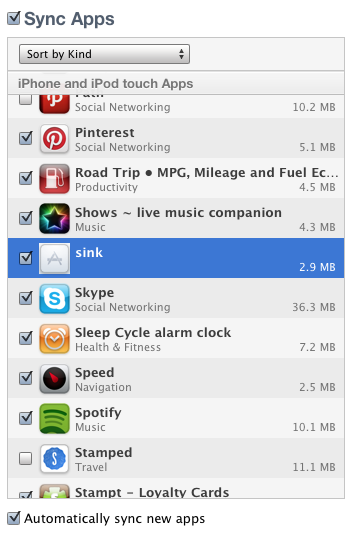 Sync Apps
Sort by Kind
iPhone and iPod touch Apps
Path
Social Networking 10.2 MB
Pinterest
Social Networking 5.1 MB
Road Trip • MPG, Mileage and Fuel Ec...
Productivity 4.5 MB
Shows ~ live music companion
Music 4.3 MB
sink
2.9 MB
Skype
Social Networking 36.3 MB
Sleep Cycle alarm clock
Health & Fitness 7.2 MB
Speed
Navigation 2.5 MB
Spotify
Music 10.1 MB
Stamped
Travel 11.1 MB
Stampt - Loyalty Cards
Automatically sync new apps